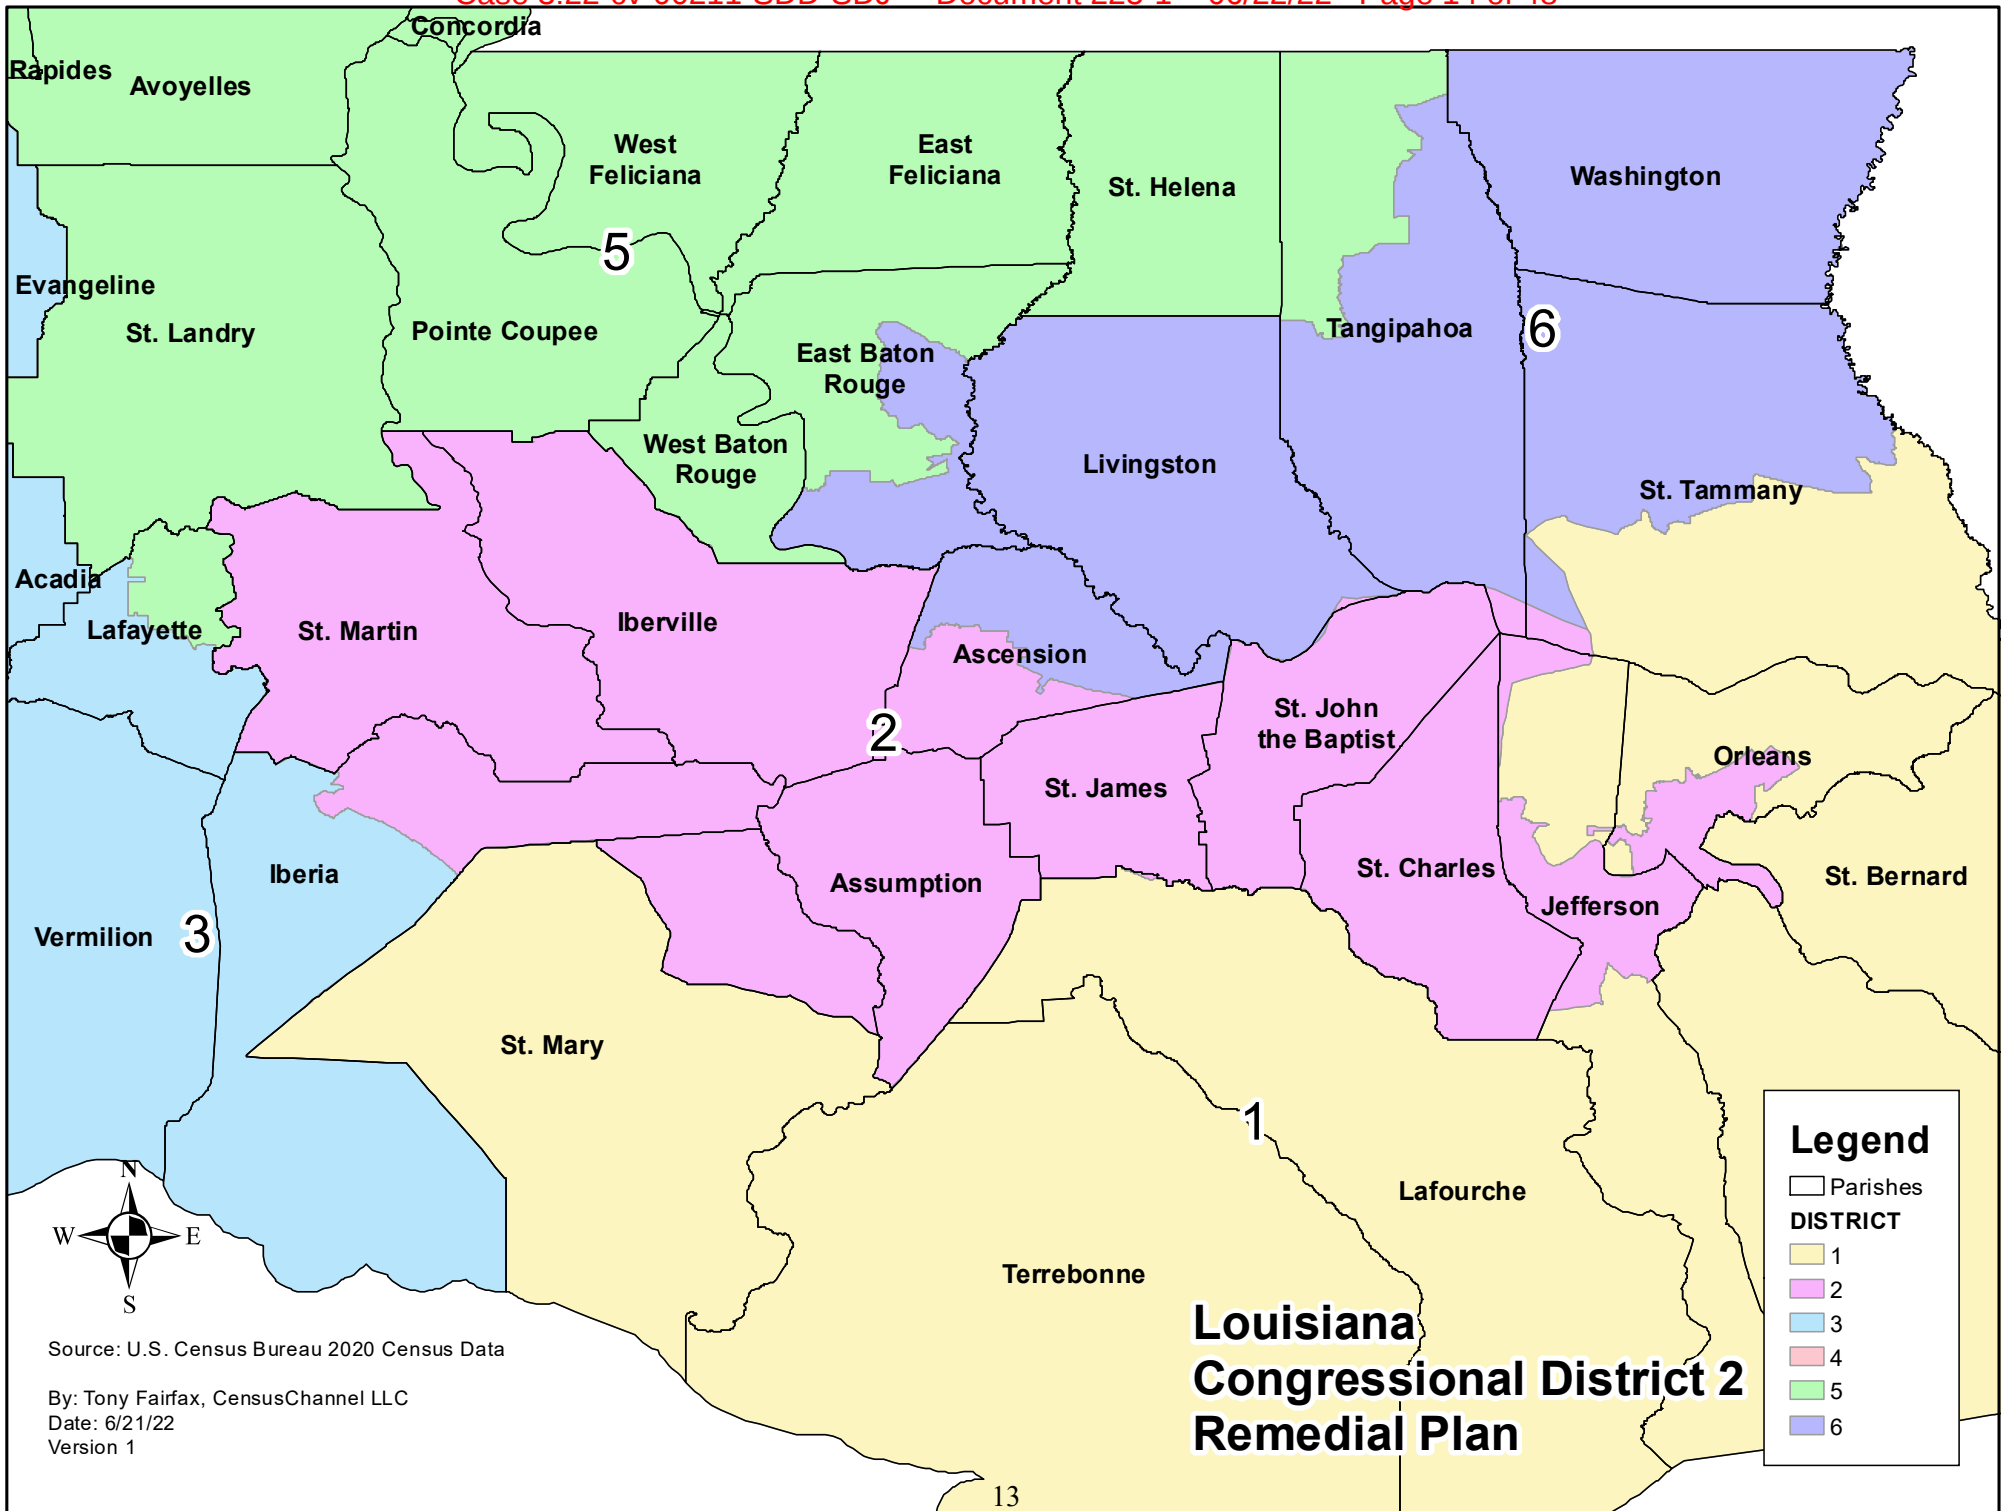 Concordia
Rapides
Avoyelles
West
Feliciana
East
Feliciana
St. Helena
Washington
5
Evangeline
St. Landry
Pointe Coupee
Tangipahoa
6
East Baton
Rouge
West Baton
Rouge
Livingston
St. Tammany
Acadia
Lafayette
St. Martin
Iberville
Ascension
2
St. John
the Baptist
Orleans
St. James
Iberia
Assumption
St. Charles
St. Bernard
Jefferson
Vermilion
3
St. Mary
1
Lafourche
Terrebonne
N
W
E
S
Legend
Parishes
DISTRICT
1
2
3
4
5
6
Louisiana
Congressional District 2
Remedial Plan
Source: U.S. Census Bureau 2020 Census Data
By: Tony Fairfax, CensusChannel LLC
Date: 6/21/22
Version 1
13